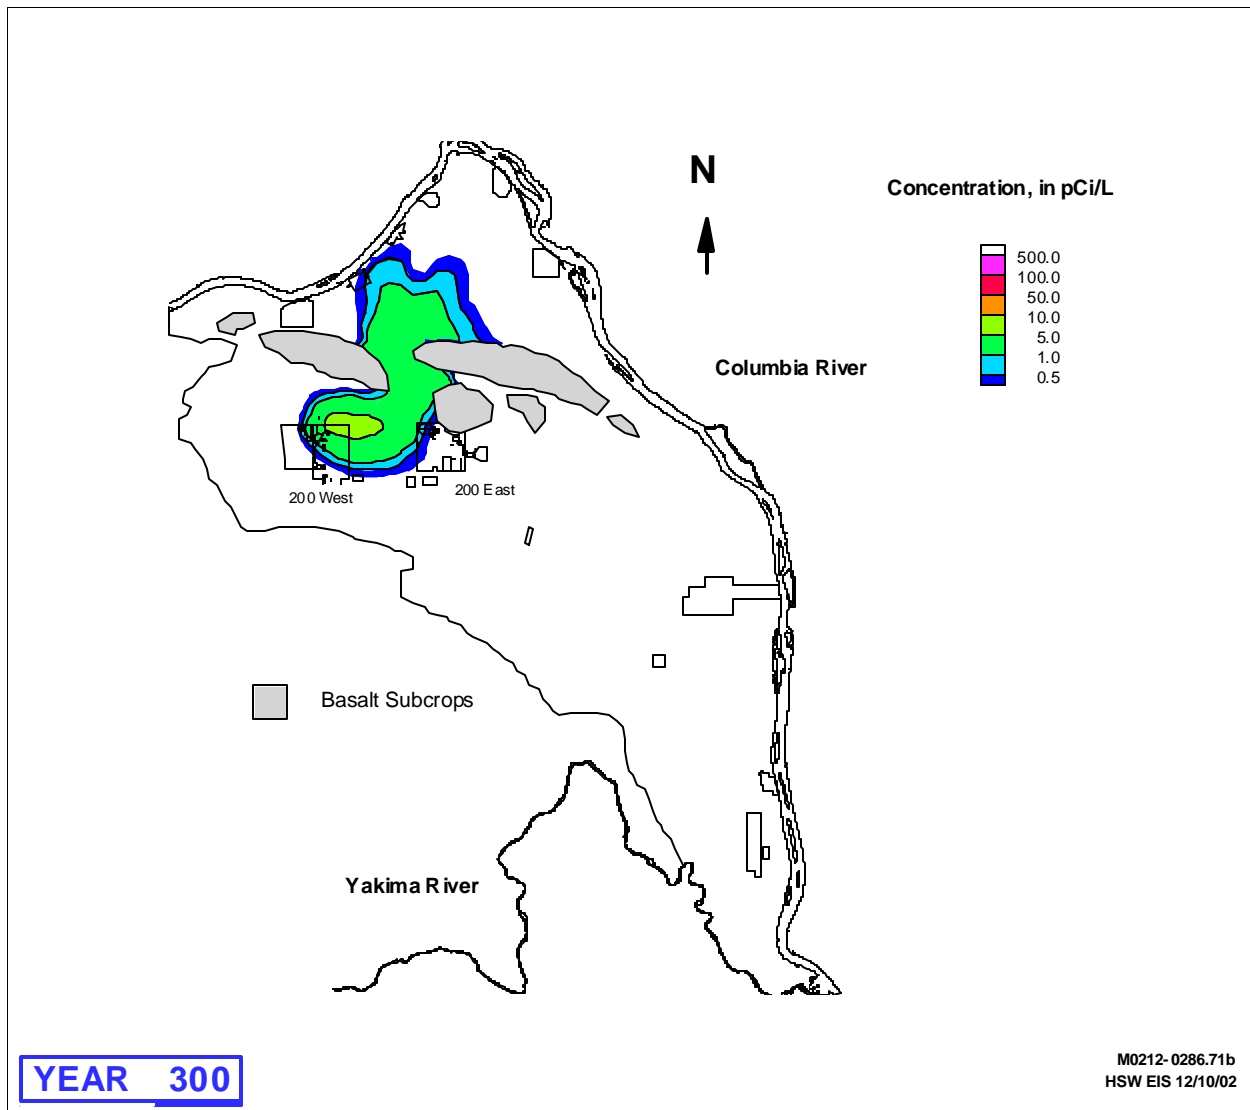 N
Concentration, in pCi/L
500.0
100.0
50.0
10.0
5.0
1.0
0.5
Columbia River
200 West
200 East
Basalt Subcrops
Yakima River
YEAR 300
M0212-0286.71b
HSW EIS 12/10/02